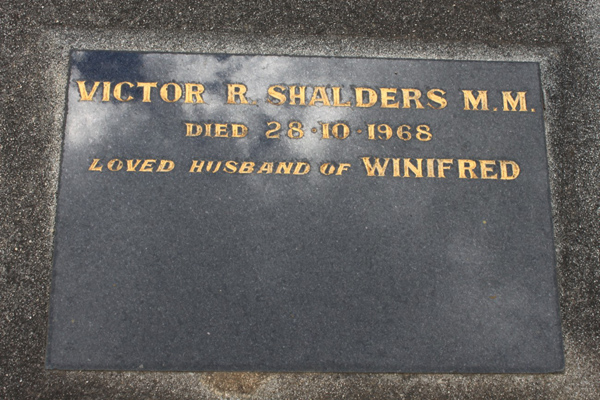 VICTOR R. SHALDERS M.M.
DIED 28·10·1968
LOVED HUSBAND OF WINIFRED